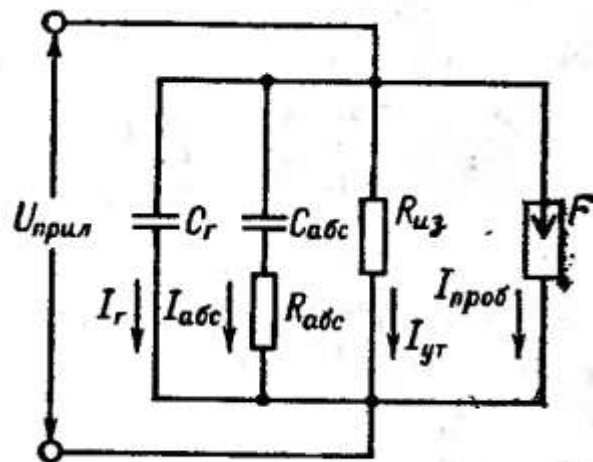 Uприл
Cг
Cабс
Rиз
F
Iг
Iабс
Rабс
Iут
Iпроб